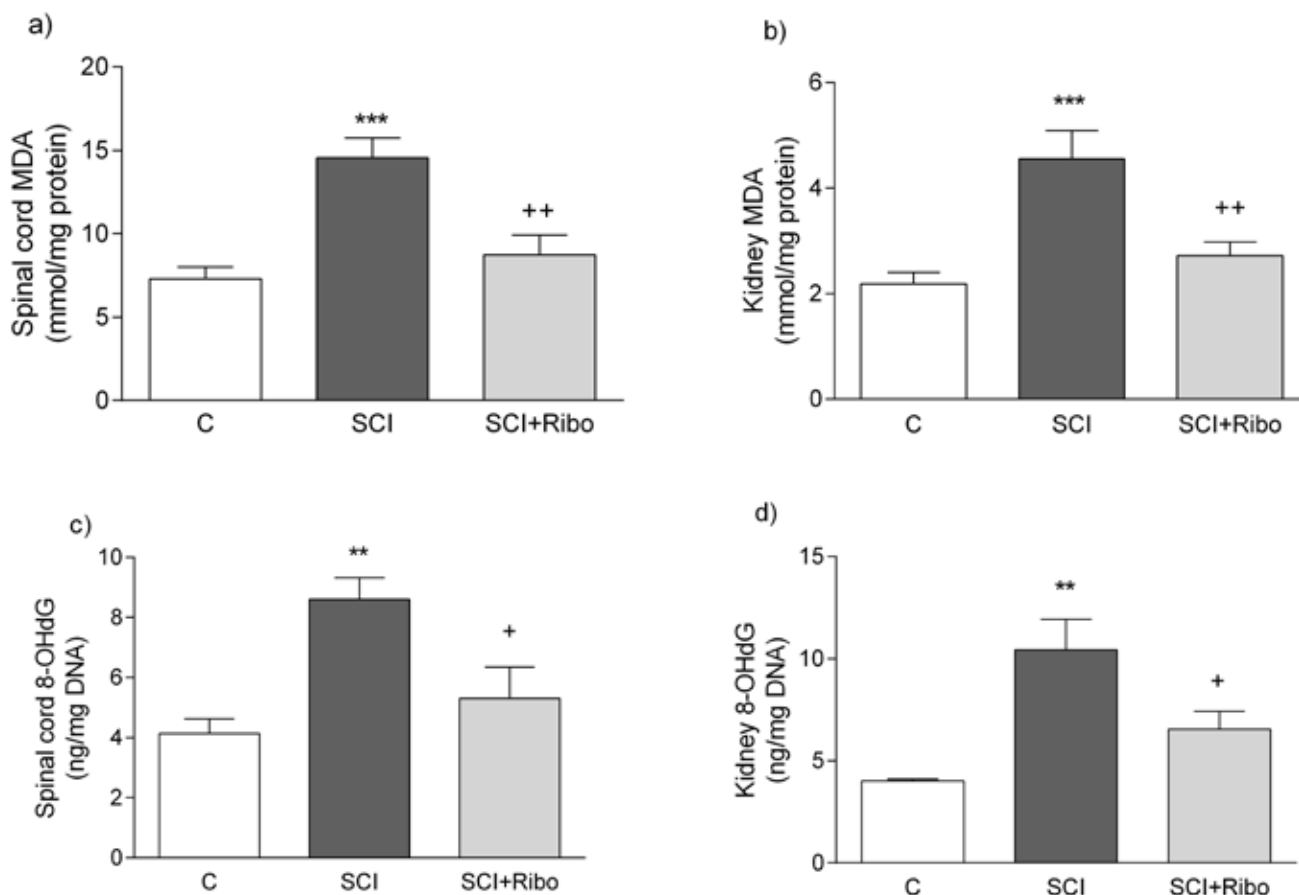 a)
Spinal cord MDA
(mmol/mg protein)
20
15
10
5
0
***
++
C
SCI
SCI+Ribo
b)
Kidney MDA
(mmol/mg protein)
6
4
2
0
***
++
C
SCI
SCI+Ribo
c)
Spinal cord 8-OHdG
(ng/mg DNA)
10
8
6
4
2
0
**
+
C
SCI
SCI+Ribo
d)
Kidney 8-OHdG
(ng/mg DNA)
15
10
5
0
**
+
C
SCI
SCI+Ribo